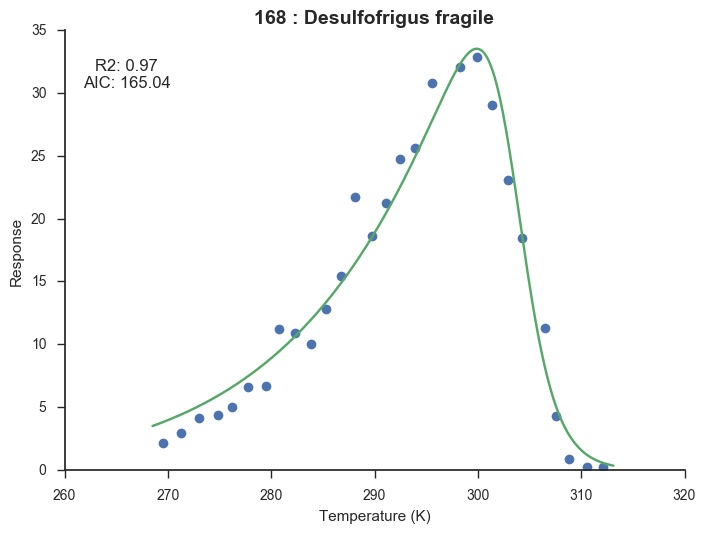 168 : Desulfofrigus fragile
R2: 0.97
AIC: 165.04
Response
35
30
25
20
15
10
5
0
260 270 280 290 300 310 320
Temperature (K)